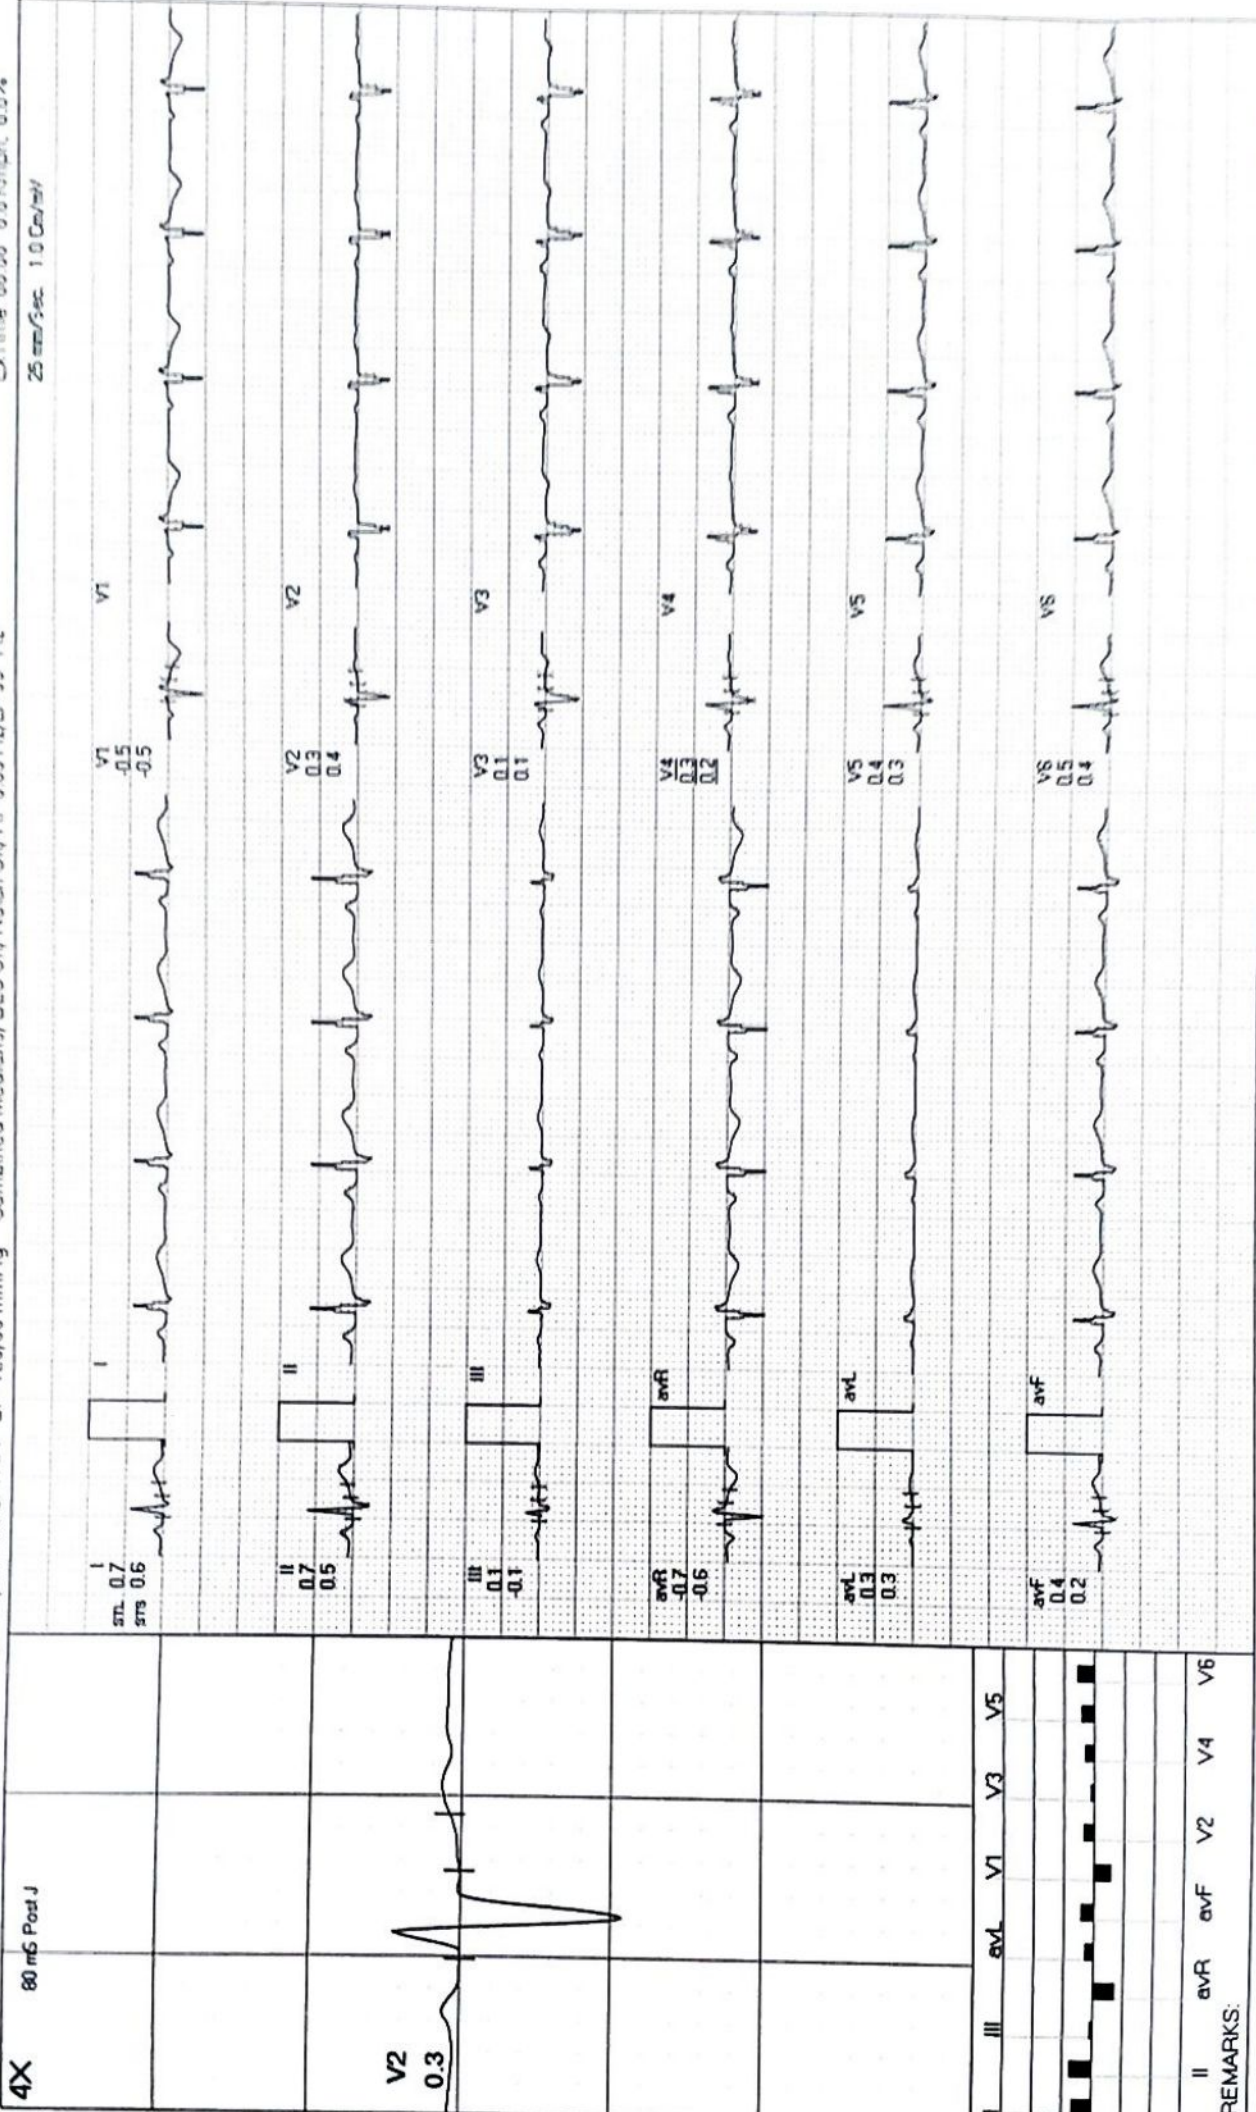 4X
80 mS Post J
25 mm/Sec. 1.0 Cm/mV
V2
0.3
I
STL 0.7
STS 0.6
I
V1
-0.5
-0.5
V1
II
0.7
0.5
II
V2
0.3
0.4
V2
III
0.1
-0.1
III
V3
0.1
0.1
V3
avR
-0.7
-0.6
avR
V4
0.3
0.2
V4
avL
0.3
0.3
avL
V5
0.4
0.3
V5
avF
0.4
0.2
avF
V6
0.5
0.4
V6
I III avL V1 V3 V5
II avR avF V2 V4 V6
REMARKS: